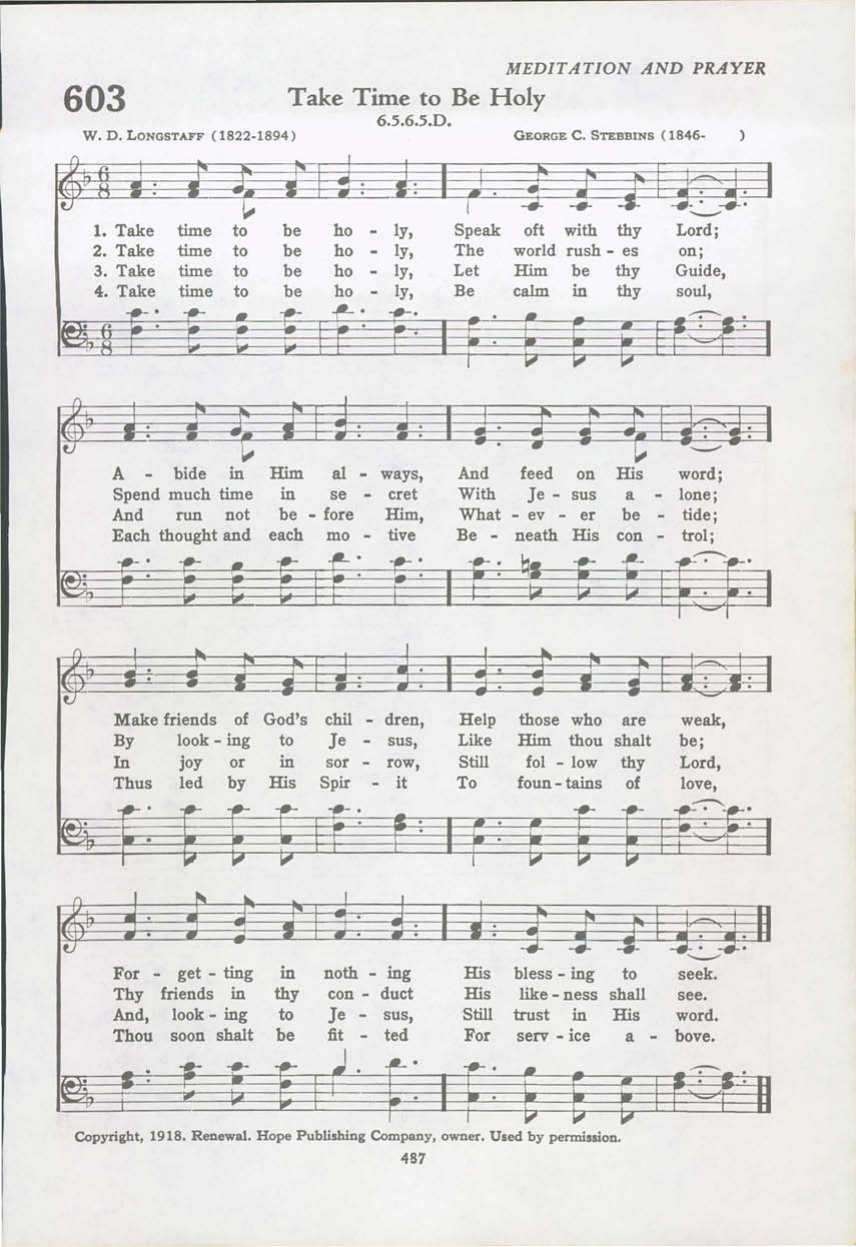 MEDITATION AND PRAYER
603
Take Time to Be Holy
6.5.6.5.D.
W. D. LONGSTAFF (1822-1894) GEORGE C. STEBBINS (1846- )
6 8
1. Take time to be ho - ly, Speak oft with thy Lord;
2. Take time to be ho - ly, The world rush - es on;
3. Take time to be ho - ly, Let Him be thy Guide,
4. Take time to be ho - ly, Be calm in thy soul,
6 8
A - bide in Him al - ways, And feed on His word;
Spend much time in se - cret With Je - sus a - lone;
And run not be - fore Him, What - ev - er be - tide;
Each thought and each mo - tive Be - neath His con - trol;
Make friends of God's chil - dren, Help those who are weak,
By look - ing to Je - sus, Like Him thou shalt be;
In joy or in sor - row, Still fol - low thy Lord,
Thus led by His Spir - it To foun - tains of love,
For - get - ting in noth - ing His bless - ing to seek.
Thy friends in thy con - duct His like - ness shall see.
And, look - ing to Je - sus, Still trust in His word.
Thou soon shalt be fit - ted For serv - ice a - bove.
Copyright, 1918. Renewal. Hope Publishing Company, owner. Used by permission.
487